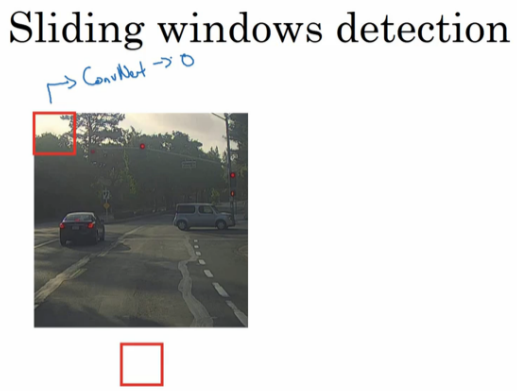 Sliding windows detection
→ ConvNet → 0